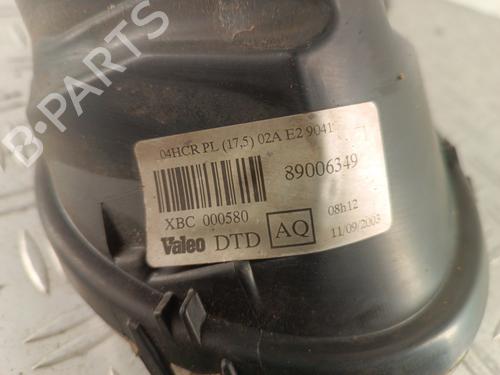 04HCR PL (17,5) 02A E2 9041
89006349
XBC 000580
08h12
Valeo DTD AQ
11/09/2003
B-PARTS